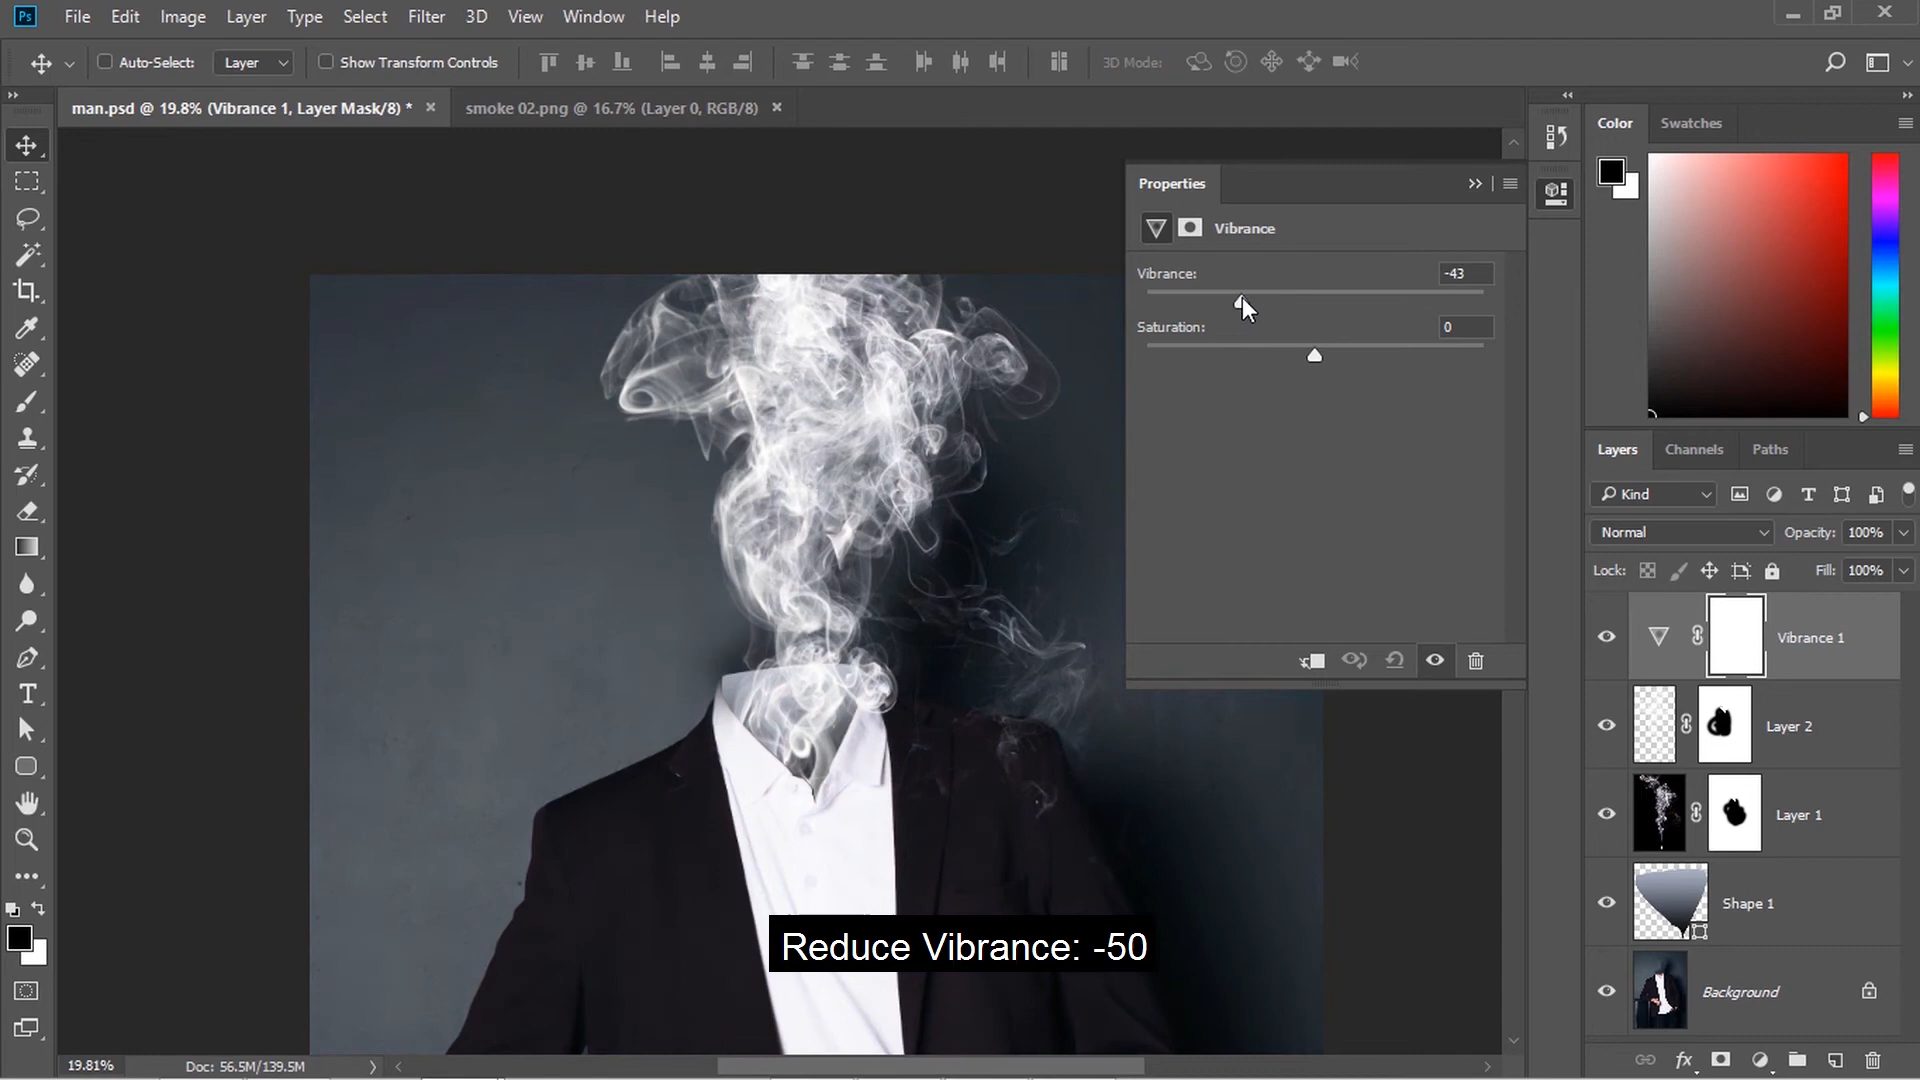 Ps File Edit Image Layer Type Select Filter 3D View Window Help
Auto-Select: Layer Show Transform Controls 3D Mode:
man.psd @ 19.8% (Vibrance 1, Layer Mask/8) * smoke 02.png @ 16.7% (Layer 0, RGB/8)
Color Swatches
Properties
Vibrance
Vibrance: -43
Saturation: 0
Layers Channels Paths
Kind
Normal Opacity: 100%
Lock: Fill: 100%
Vibrance 1
Layer 2
Layer 1
Shape 1
Background
Reduce Vibrance: -50
19.81% Doc: 56.5M/139.5M